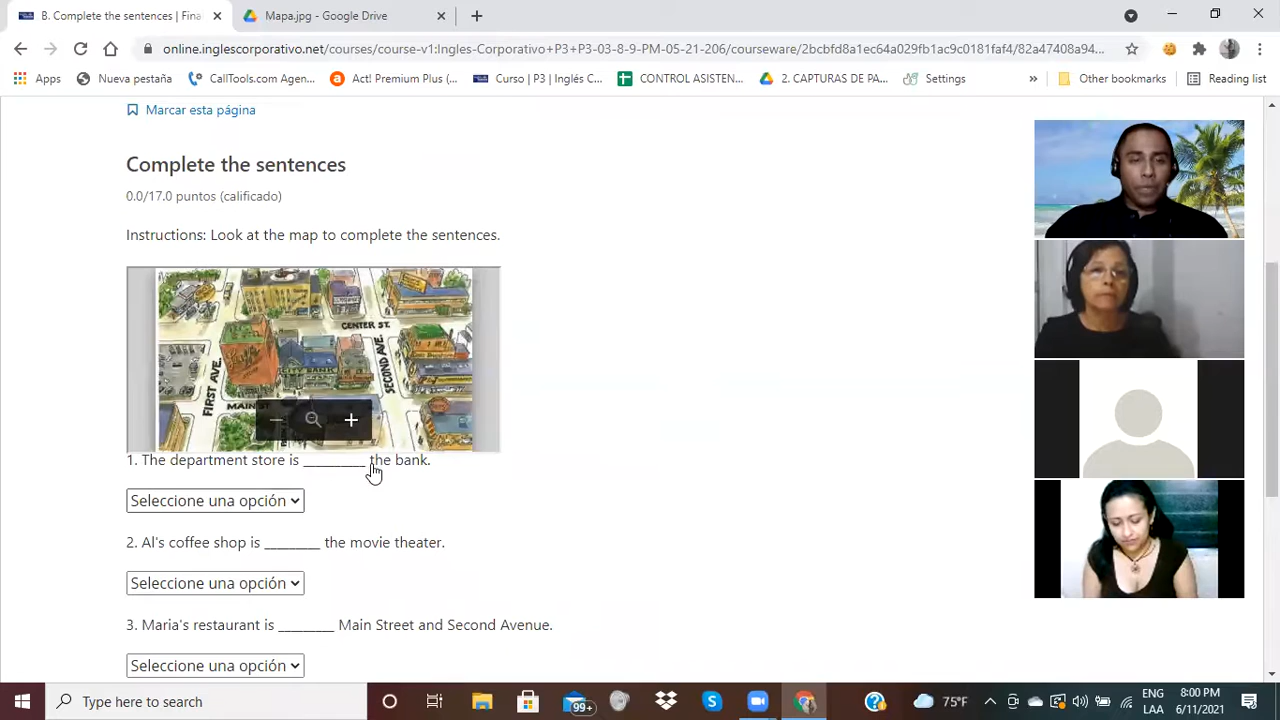 B. Complete the sentences | Fina
Mapa.jpg - Google Drive
online.inglescorporativo.net/courses/course-v1:Ingles-Corporativo+P3+P3-03-8-9-PM-05-21-206/courseware/2bcbfd8a1ec64a029fb1ac9c0181faf4/82a47408a94...
Apps
Nueva pestaña
CallTools.com Agen...
Act! Premium Plus (...
Curso | P3 | Inglés C...
CONTROL ASISTEN...
2. CAPTURAS DE PA...
Settings
»
Other bookmarks
Reading list
Marcar esta página
Complete the sentences
0.0/17.0 puntos (calificado)
Instructions: Look at the map to complete the sentences.
CENTER ST.
CITY BANK
FIRST AVE.
SECOND AVE.
MAIN ST
1. The department store is __________ the bank.
Seleccione una opción
2. Al's coffee shop is _________ the movie theater.
Seleccione una opción
3. Maria's restaurant is _________ Main Street and Second Avenue.
Seleccione una opción
Type here to search
99+
75°F
ENG
LAA
8:00 PM
6/11/2021